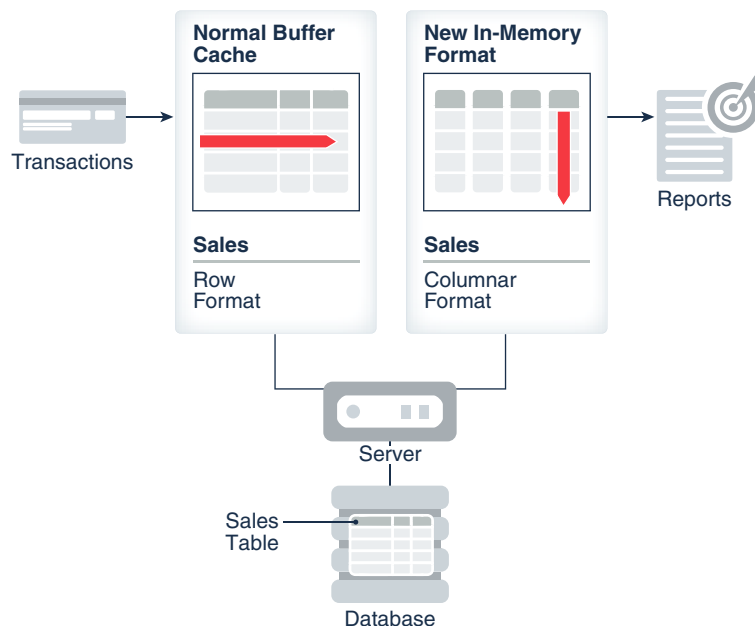 Normal Buffer
Cache
New In-Memory
Format
Transactions
Reports
Sales
Row
Format
Sales
Columnar
Format
Server
Sales
Table
Database